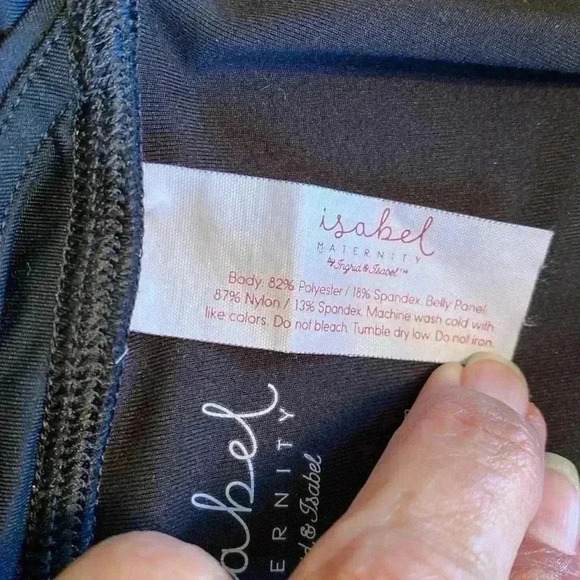 isabel
MATERNITY
by Ingrid & Isabel™
Body: 82% Polyester / 18% Spandex. Belly Panel:
87% Nylon / 13% Spandex. Machine wash cold with
like colors. Do not bleach. Tumble dry low. Do not iron.
abel
ERNITY
& Isabel